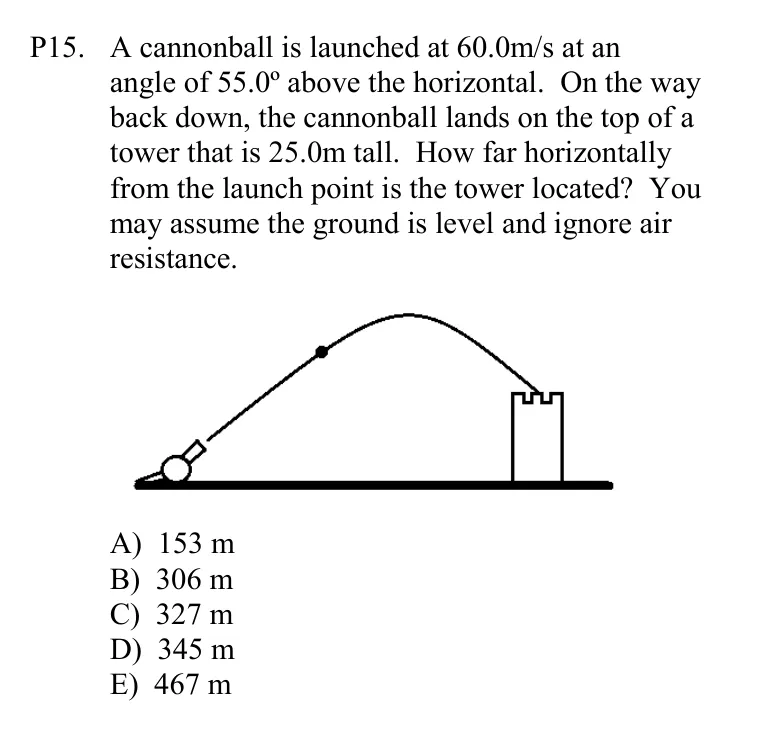 P15. A cannonball is launched at 60.0m/s at an
angle of 55.0º above the horizontal. On the way
back down, the cannonball lands on the top of a
tower that is 25.0m tall. How far horizontally
from the launch point is the tower located? You
may assume the ground is level and ignore air
resistance.
A) 153 m
B) 306 m
C) 327 m
D) 345 m
E) 467 m